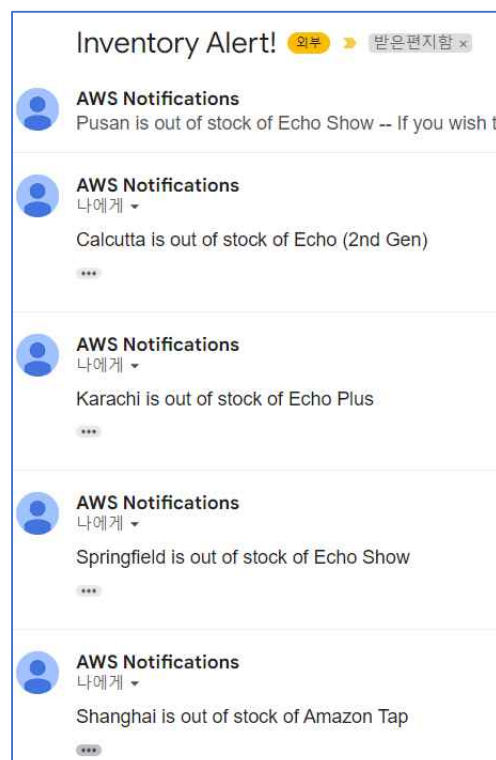 Inventory Alert! 외부 받은편지함 ×
AWS Notifications
Pusan is out of stock of Echo Show -- If you wish t
AWS Notifications
나에게
Calcutta is out of stock of Echo (2nd Gen)
AWS Notifications
나에게
Karachi is out of stock of Echo Plus
AWS Notifications
나에게
Springfield is out of stock of Echo Show
AWS Notifications
나에게
Shanghai is out of stock of Amazon Tap